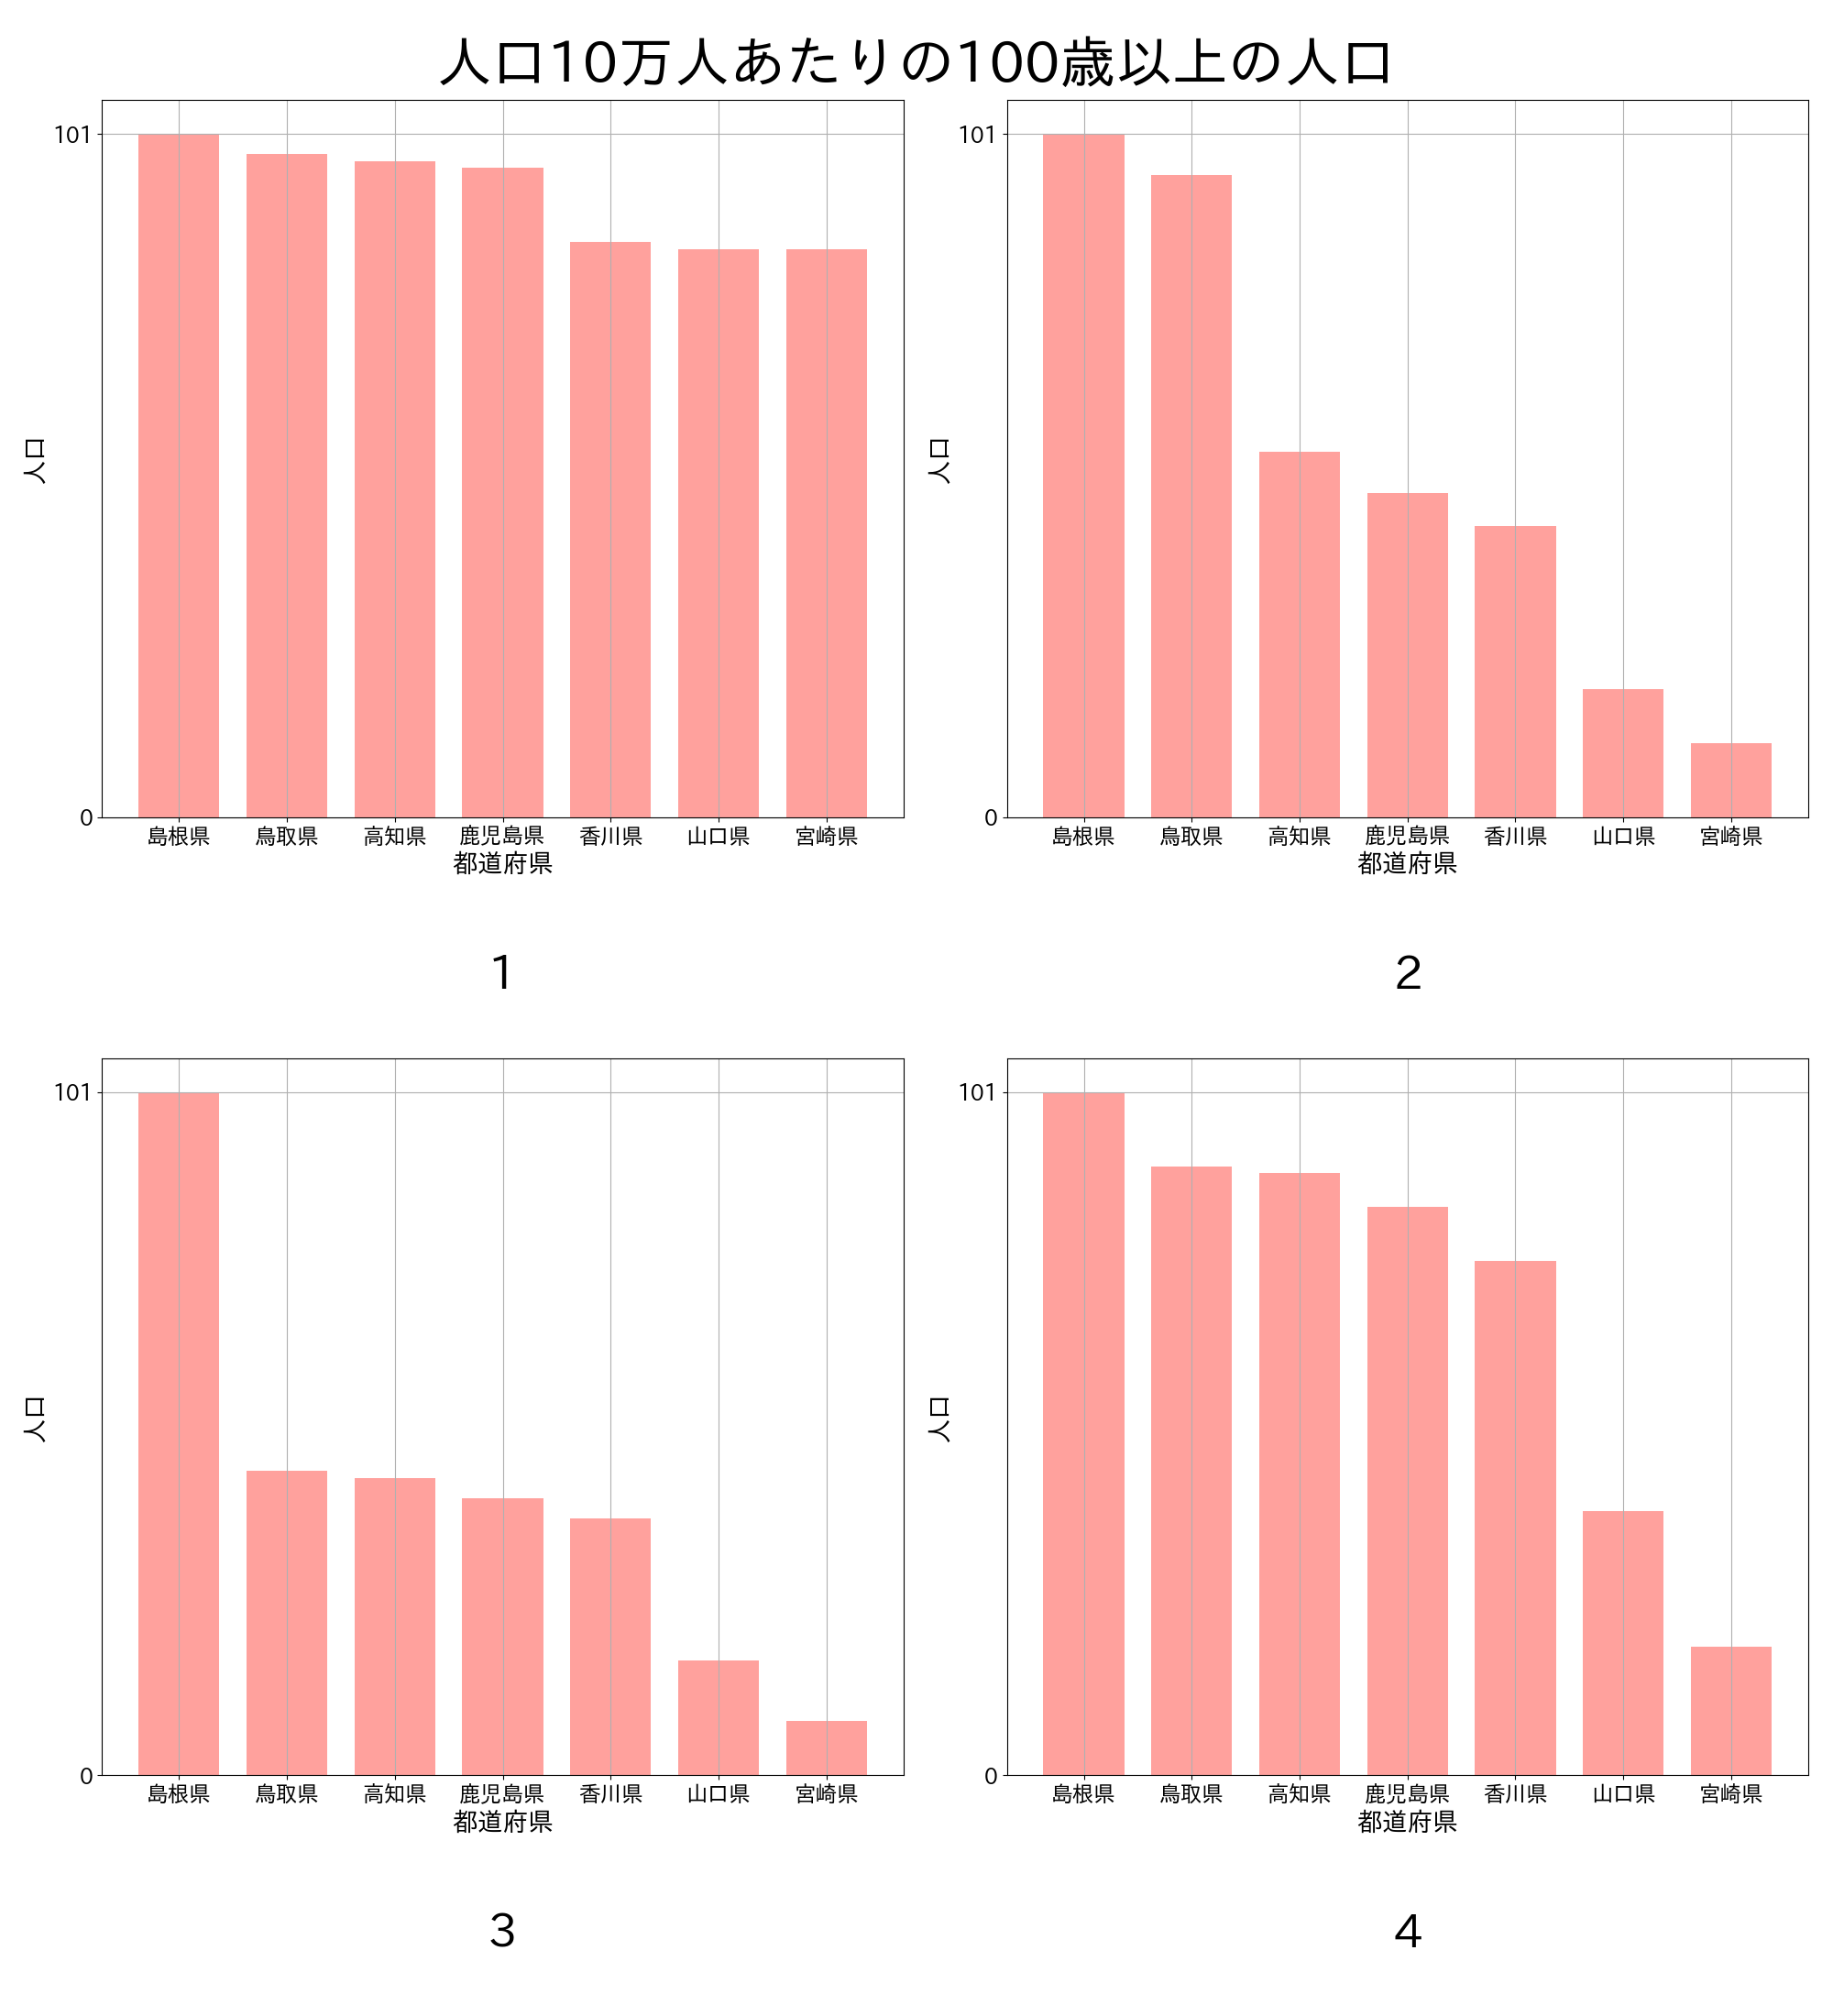 人口10万人あたりの100歳以上の人口
101
人口
0
島根県 鳥取県 高知県 鹿児島県 香川県 山口県 宮崎県
都道府県
1
101
人口
0
島根県 鳥取県 高知県 鹿児島県 香川県 山口県 宮崎県
都道府県
2
101
人口
0
島根県 鳥取県 高知県 鹿児島県 香川県 山口県 宮崎県
都道府県
3
101
人口
0
島根県 鳥取県 高知県 鹿児島県 香川県 山口県 宮崎県
都道府県
4